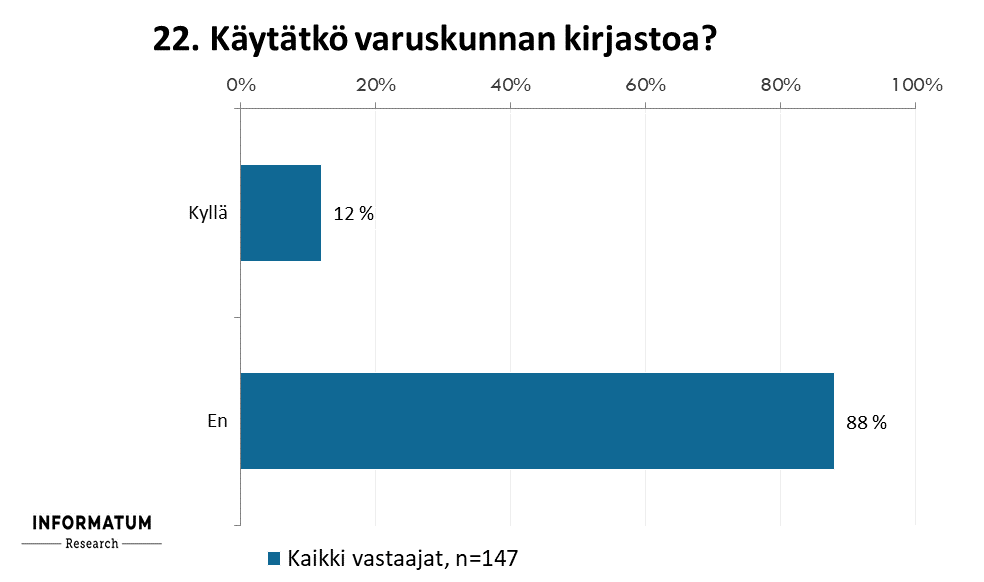 22. Käytätkö varuskunnan kirjastoa?
0% 20% 40% 60% 80% 100%
Kyllä 12 %
En 88 %
INFORMATUM
Research
Kaikki vastaajat, n=147